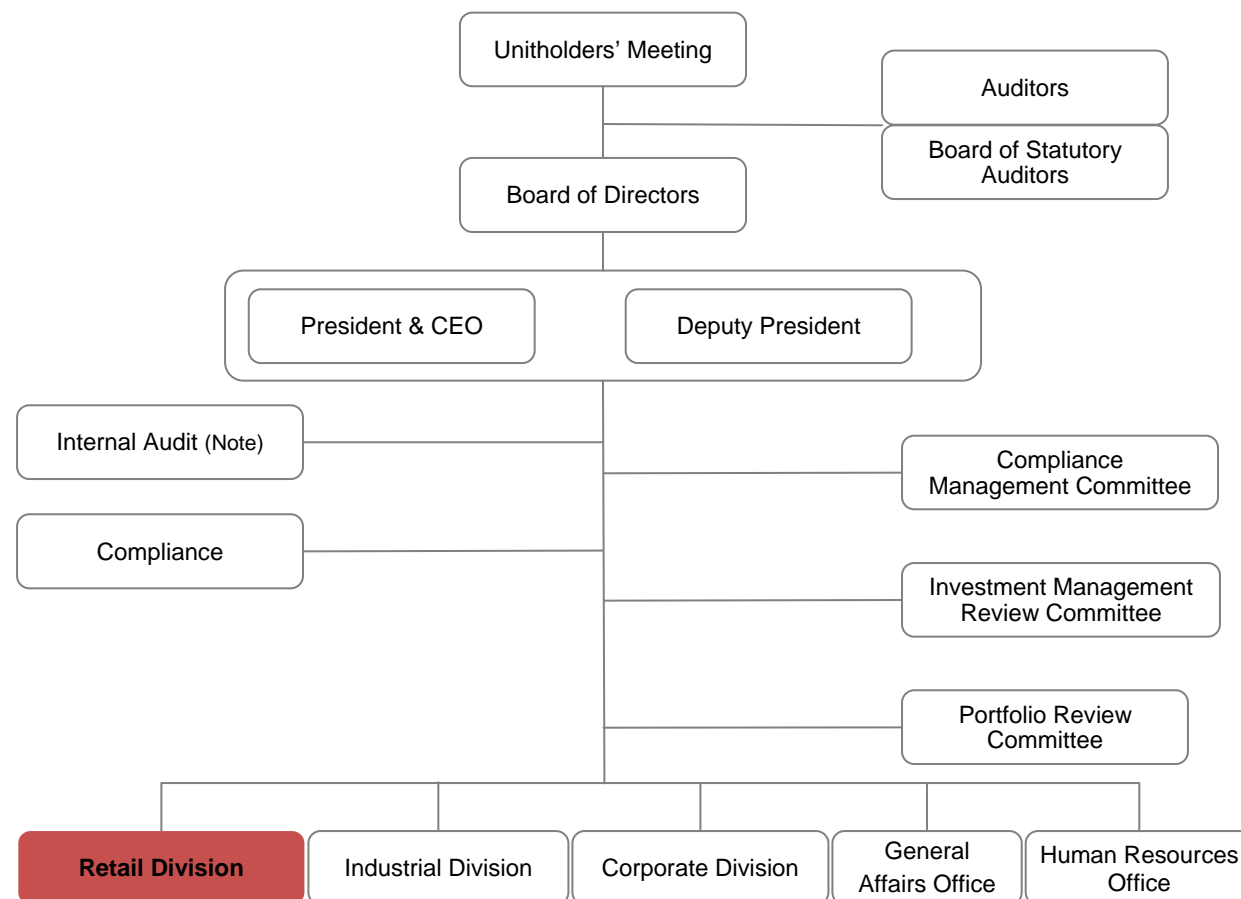 Unitholders’ Meeting
Auditors
Board of Statutory
Auditors
Board of Directors
President & CEO
Deputy President
Internal Audit (Note)
Compliance
Management Committee
Compliance
Investment Management
Review Committee
Portfolio Review
Committee
Retail Division
Industrial Division
Corporate Division
General
Affairs Office
Human Resources
Office